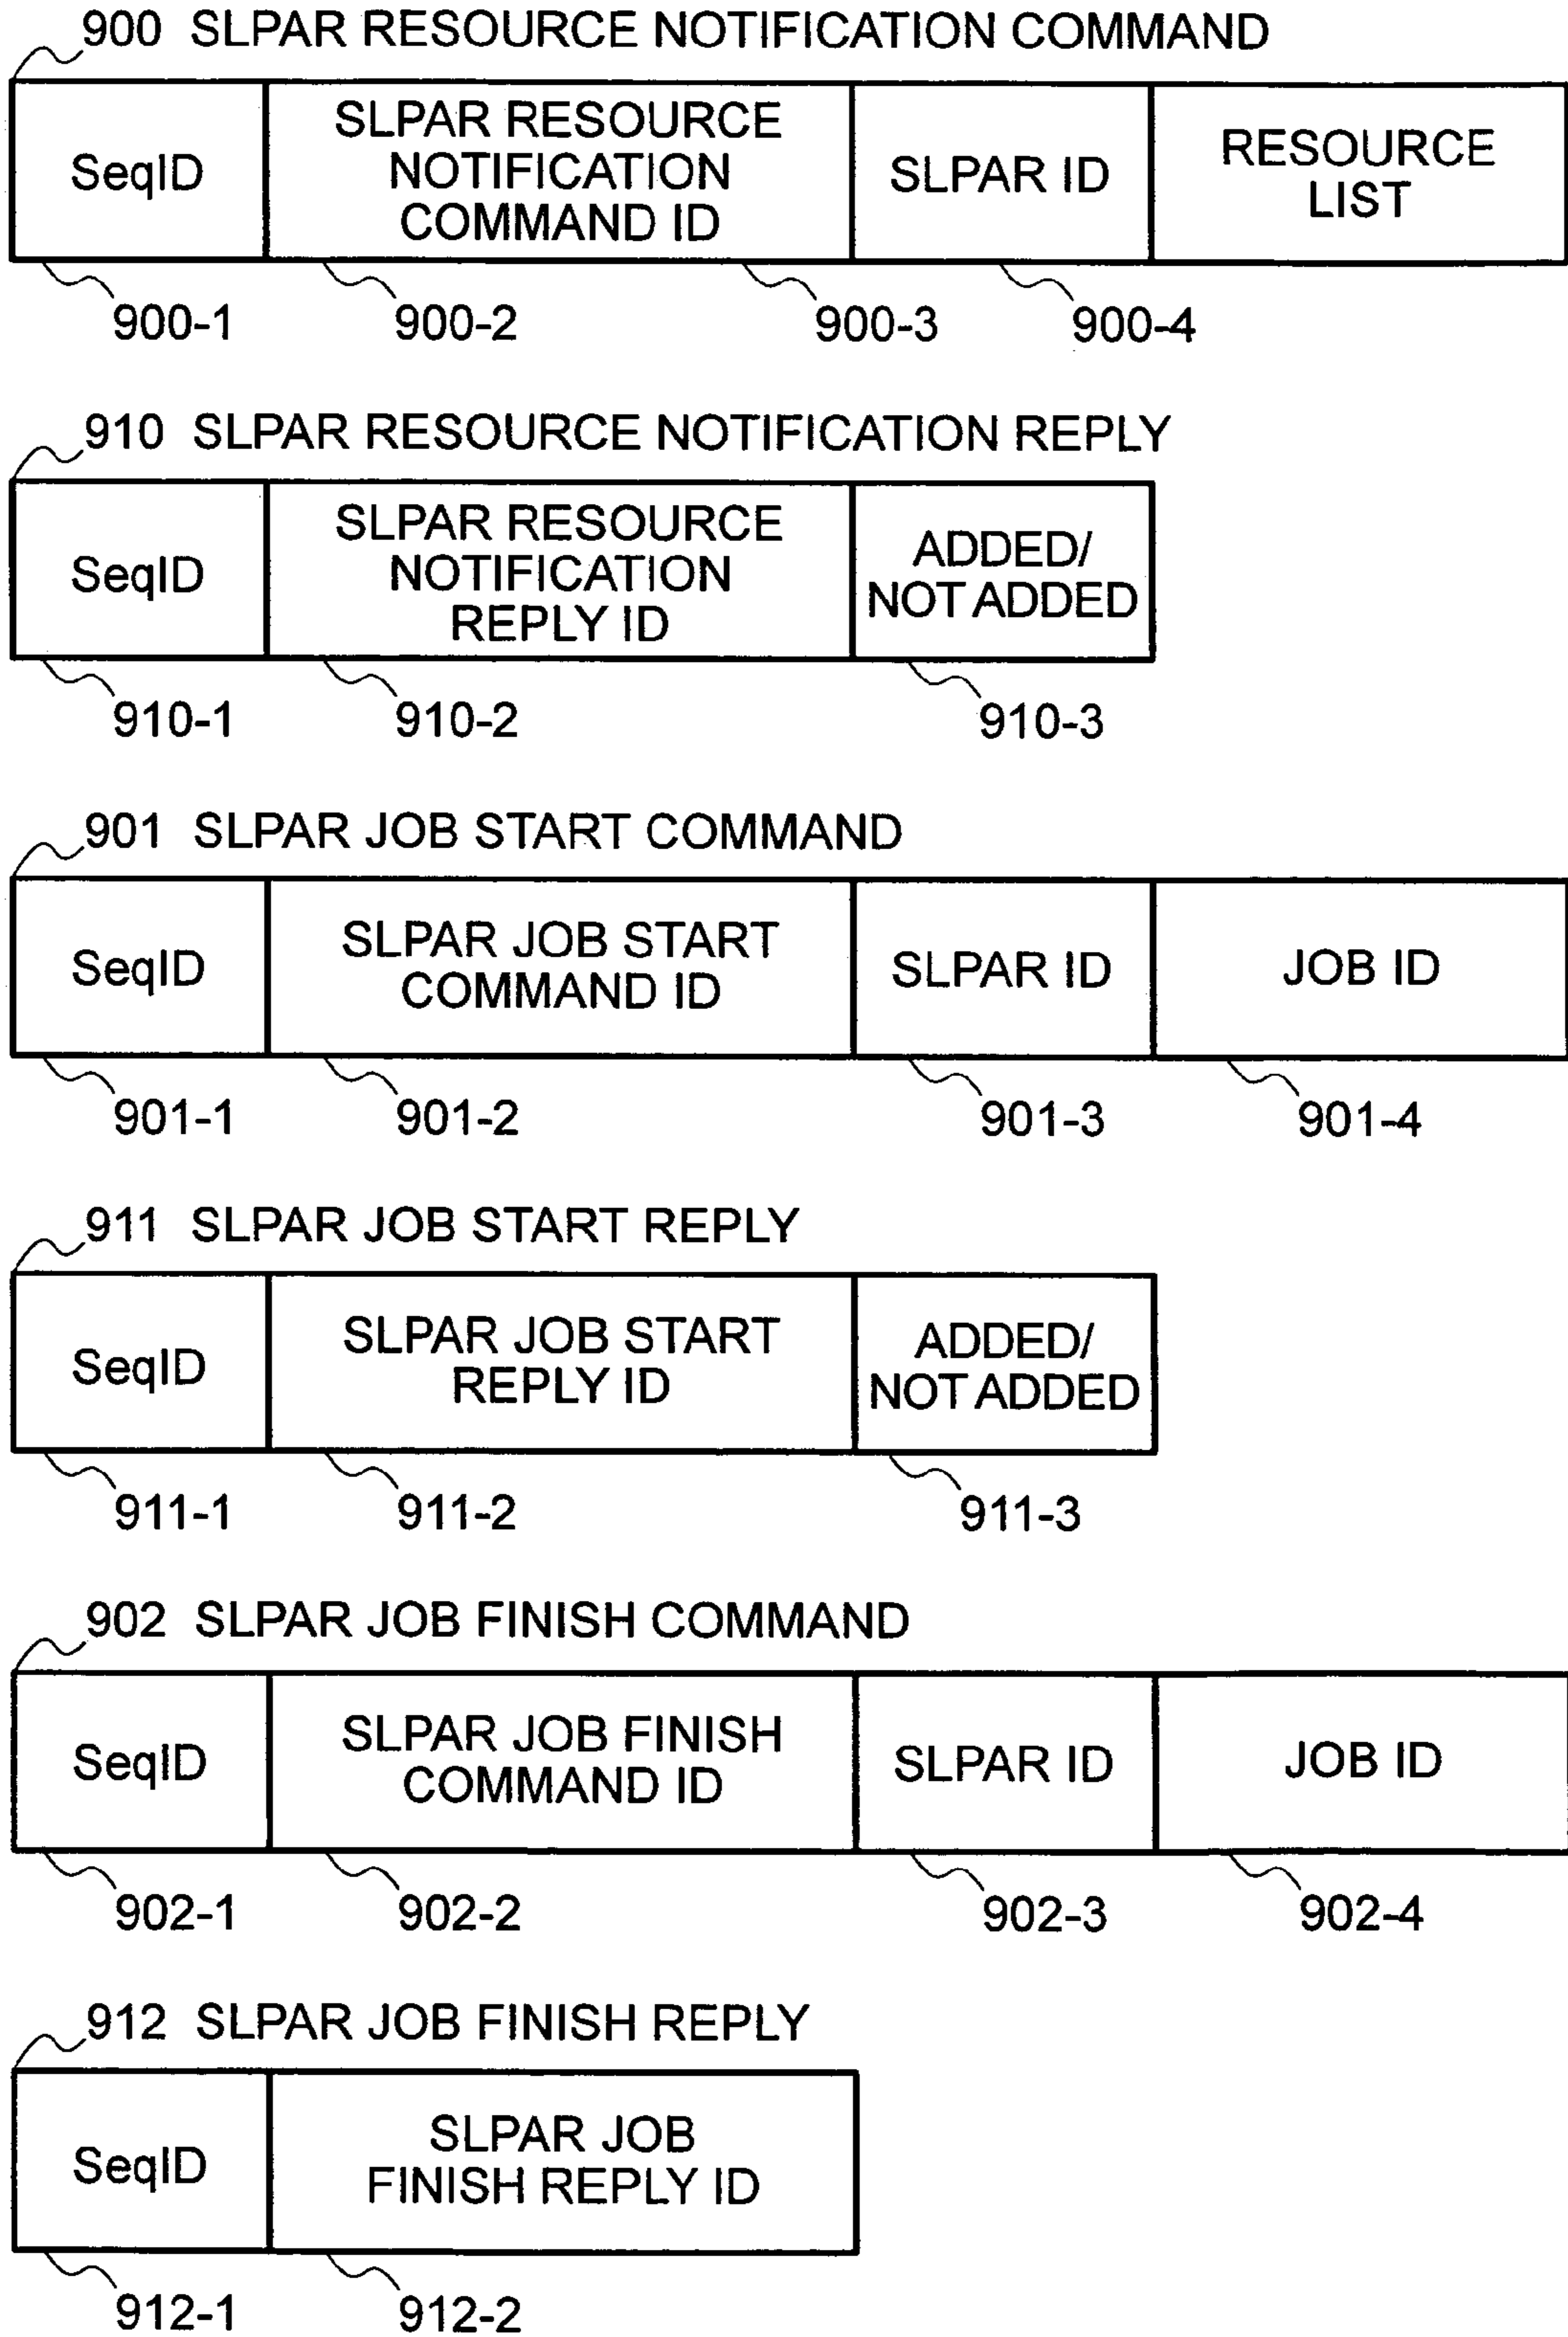 900 SLPAR RESOURCE NOTIFICATION COMMAND
SeqID
SLPAR RESOURCE
NOTIFICATION
COMMAND ID
SLPAR ID
RESOURCE
LIST
900-1
900-2
900-3
900-4
910 SLPAR RESOURCE NOTIFICATION REPLY
SeqID
SLPAR RESOURCE
NOTIFICATION
REPLY ID
ADDED/
NOT ADDED
910-1
910-2
910-3
901 SLPAR JOB START COMMAND
SeqID
SLPAR JOB START
COMMAND ID
SLPAR ID
JOB ID
901-1
901-2
901-3
901-4
911 SLPAR JOB START REPLY
SeqID
SLPAR JOB START
REPLY ID
ADDED/
NOT ADDED
911-1
911-2
911-3
902 SLPAR JOB FINISH COMMAND
SeqID
SLPAR JOB FINISH
COMMAND ID
SLPAR ID
JOB ID
902-1
902-2
902-3
902-4
912 SLPAR JOB FINISH REPLY
SeqID
SLPAR JOB
FINISH REPLY ID
912-1
912-2